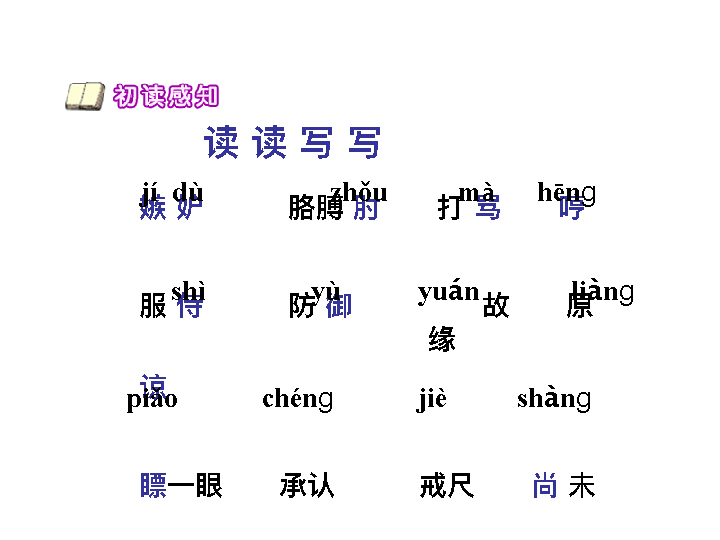 初读感知
读 读 写 写
jí dù zhǒu mà hēng
嫉 妒 胳膊 肘 打 骂 哼
shì yù yuán liàng
服 侍 防 御 故 原
缘
谅
piǎo chéng jiè shàng
瞟一眼 承认 戒尺 尚 未